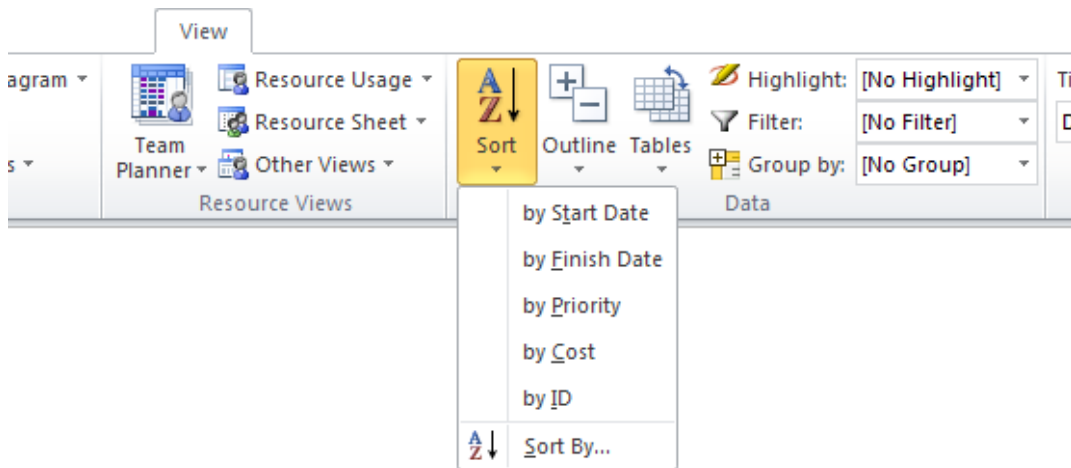 View
agram
Resource Usage
Highlight: [No Highlight]
Ti
Resource Sheet
Filter: [No Filter]
D
Team
Planner
Sort
Outline
Tables
s
Other Views
Group by: [No Group]
Resource Views
Data
by Start Date
by Finish Date
by Priority
by Cost
by ID
A
Z
Sort By...